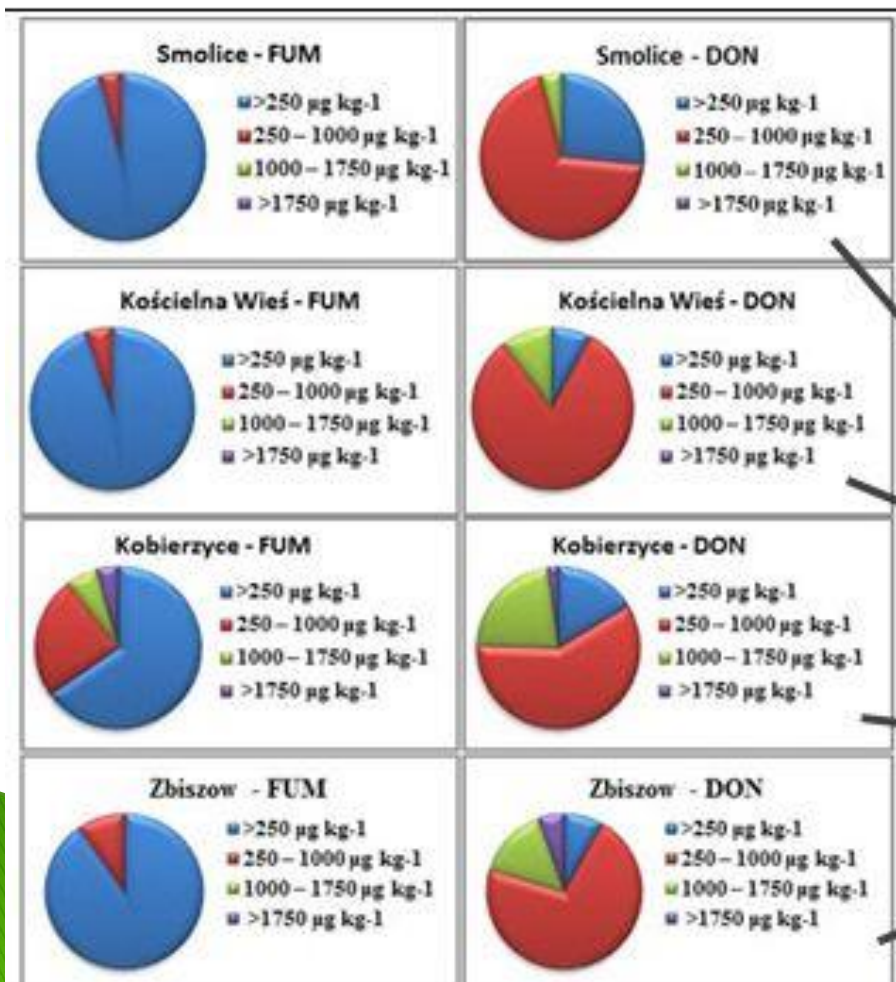 Smolice - FUM
>250 µg kg-1
250 – 1000 µg kg-1
1000 – 1750 µg kg-1
>1750 µg kg-1
Smolice - DON
>250 µg kg-1
250 – 1000 µg kg-1
1000 – 1750 µg kg-1
>1750 µg kg-1
Kościelna Wieś - FUM
>250 µg kg-1
250 – 1000 µg kg-1
1000 – 1750 µg kg-1
>1750 µg kg-1
Kościelna Wieś - DON
>250 µg kg-1
250 – 1000 µg kg-1
1000 – 1750 µg kg-1
>1750 µg kg-1
Kobierzyce - FUM
>250 µg kg-1
250 – 1000 µg kg-1
1000 – 1750 µg kg-1
>1750 µg kg-1
Kobierzyce - DON
>250 µg kg-1
250 – 1000 µg kg-1
1000 – 1750 µg kg-1
>1750 µg kg-1
Zbiszow - FUM
>250 µg kg-1
250 – 1000 µg kg-1
1000 – 1750 µg kg-1
>1750 µg kg-1
Zbiszow - DON
>250 µg kg-1
250 – 1000 µg kg-1
1000 – 1750 µg kg-1
>1750 µg kg-1